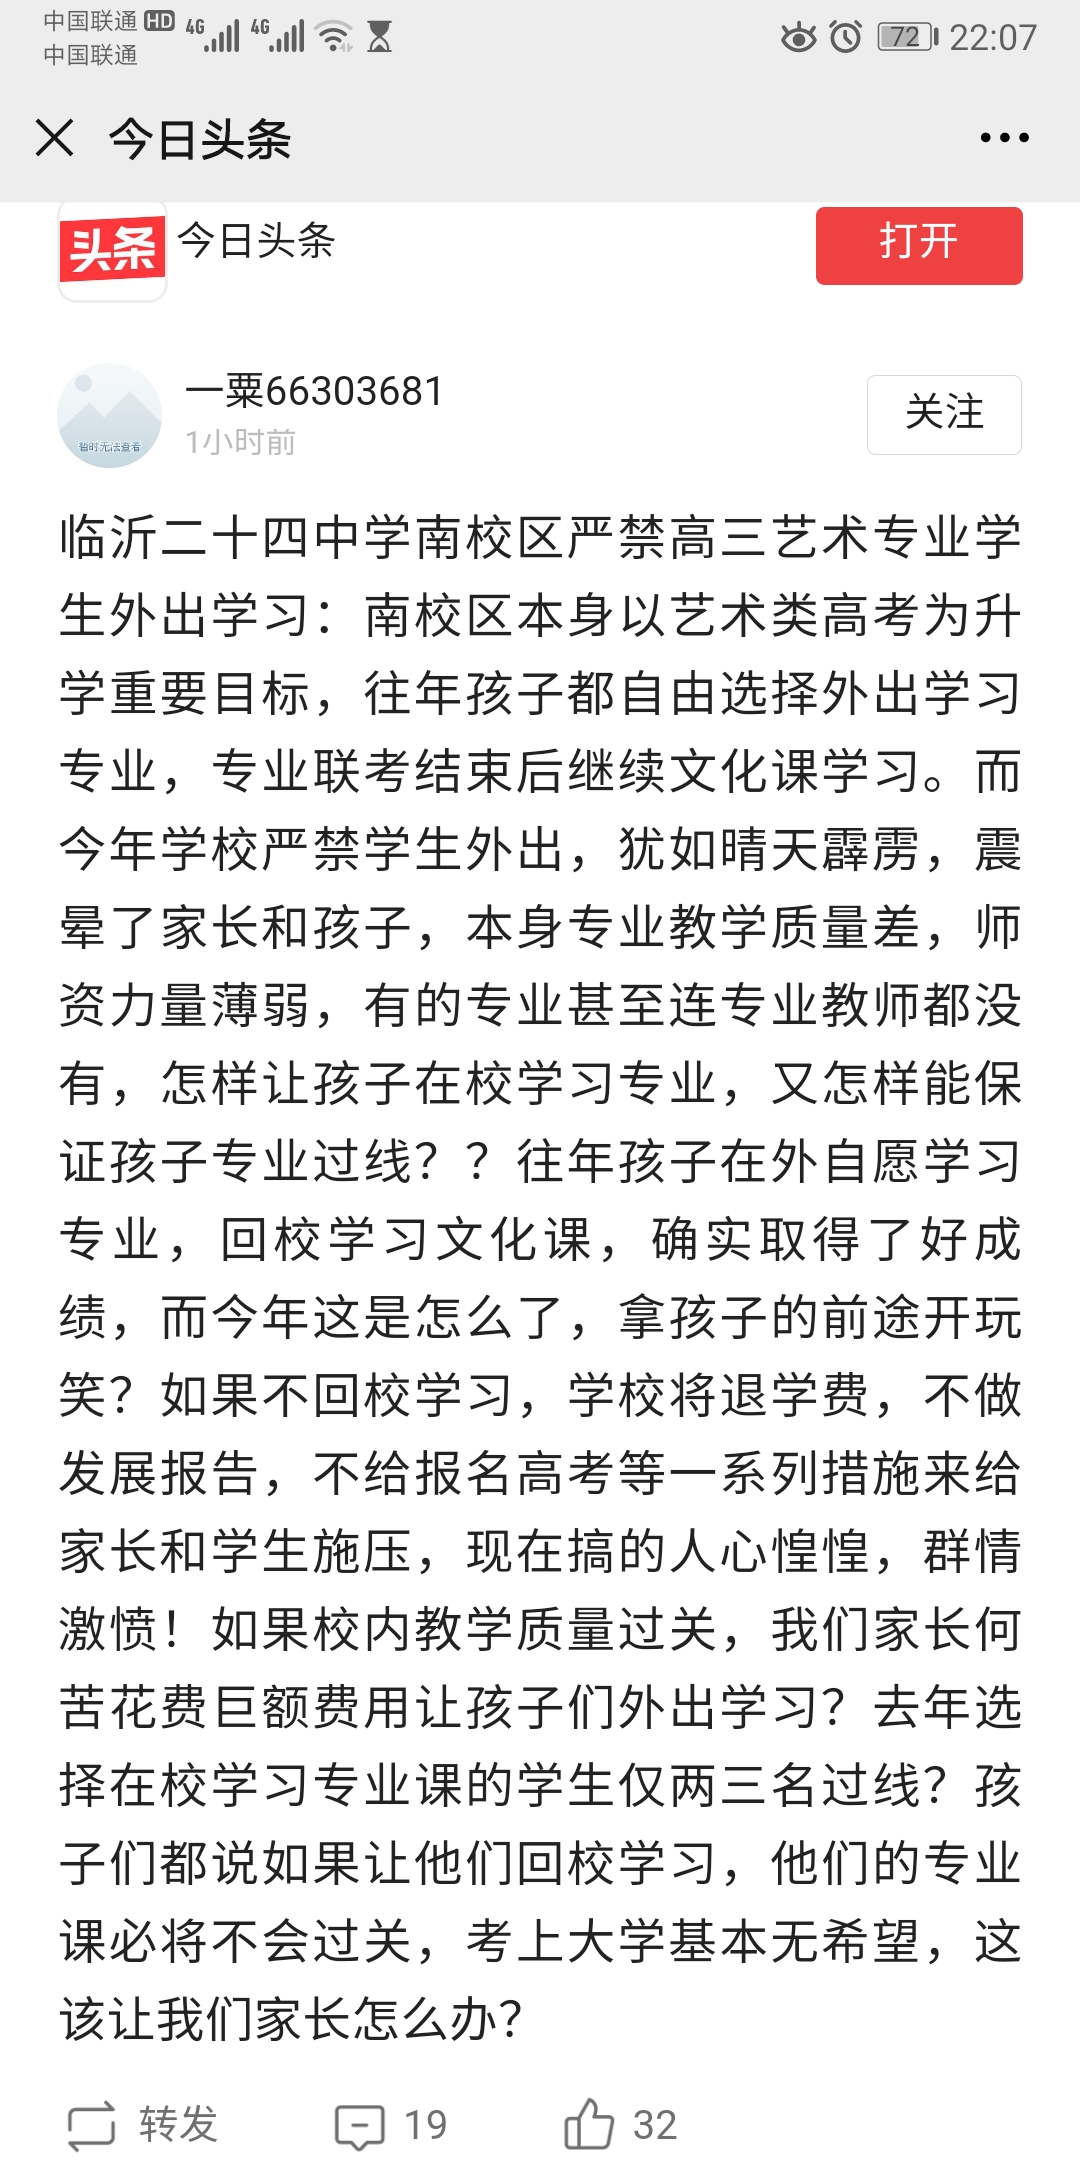 中国联通 HD 4G 4G 72 22:07
中国联通
今日头条
头条 今日头条 打开
一粟66303681
关注
1小时前
暂时无法查看
临沂二十四中学南校区严禁高三艺术专业学
生外出学习：南校区本身以艺术类高考为升
学重要目标，往年孩子都自由选择外出学习
专业，专业联考结束后继续文化课学习。而
今年学校严禁学生外出，犹如晴天霹雳，震
晕了家长和孩子，本身专业教学质量差，师
资力量薄弱，有的专业甚至连专业教师都没
有，怎样让孩子在校学习专业，又怎样能保
证孩子专业过线？？往年孩子在外自愿学习
专业，回校学习文化课，确实取得了好成
绩，而今年这是怎么了，拿孩子的前途开玩
笑？如果不回校学习，学校将退学费，不做
发展报告，不给报名高考等一系列措施来给
家长和学生施压，现在搞的人心惶惶，群情
激愤！如果校内教学质量过关，我们家长何
苦花费巨额费用让孩子们外出学习？去年选
择在校学习专业课的学生仅两三名过线？孩
子们都说如果让他们回校学习，他们的专业
课必将不会过关，考上大学基本无希望，这
该让我们家长怎么办？
转发 19 32